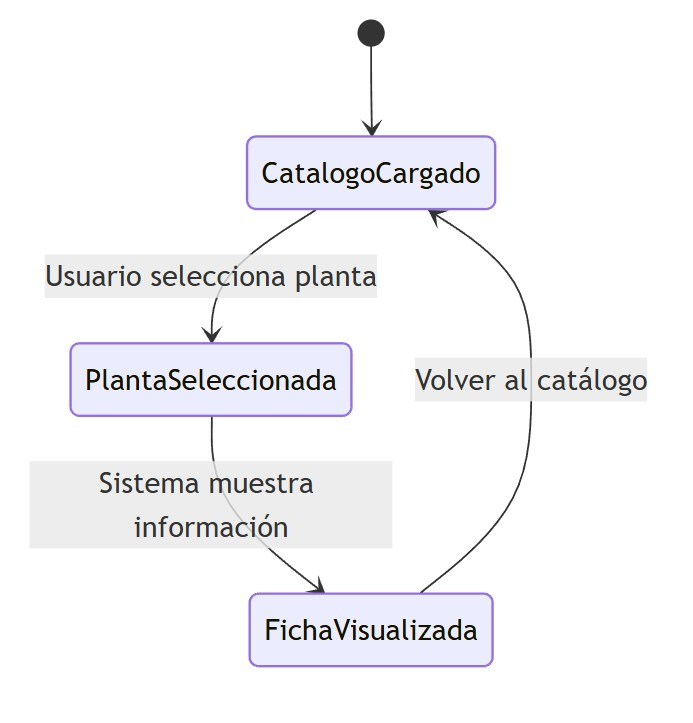 CatalogoCargado
Usuario selecciona planta
PlantaSeleccionada
Volver al catálogo
Sistema muestra
información
FichaVisualizada